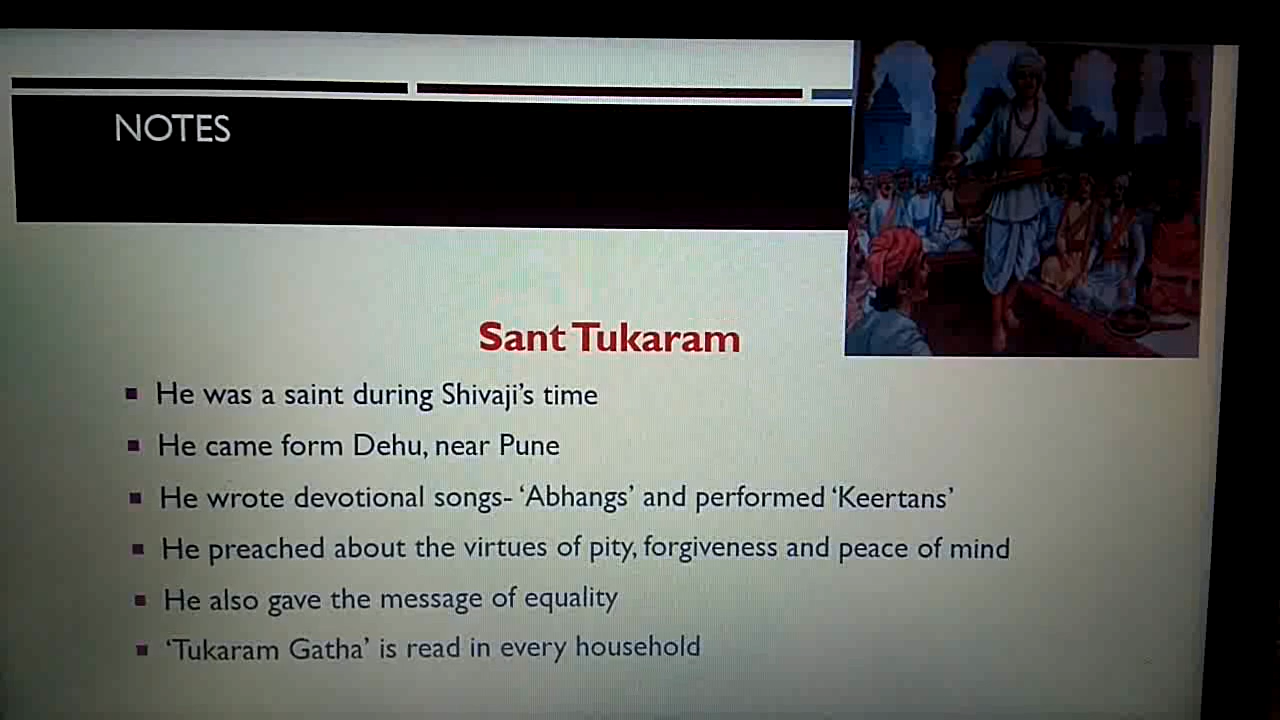 NOTES
Sant Tukaram
He was a saint during Shivaji's time
He came form Dehu, near Pune
He wrote devotional songs- 'Abhangs' and performed 'Keertans'
He preached about the virtues of pity, forgiveness and peace of mind
He also gave the message of equality
'Tukaram Gatha' is read in every household